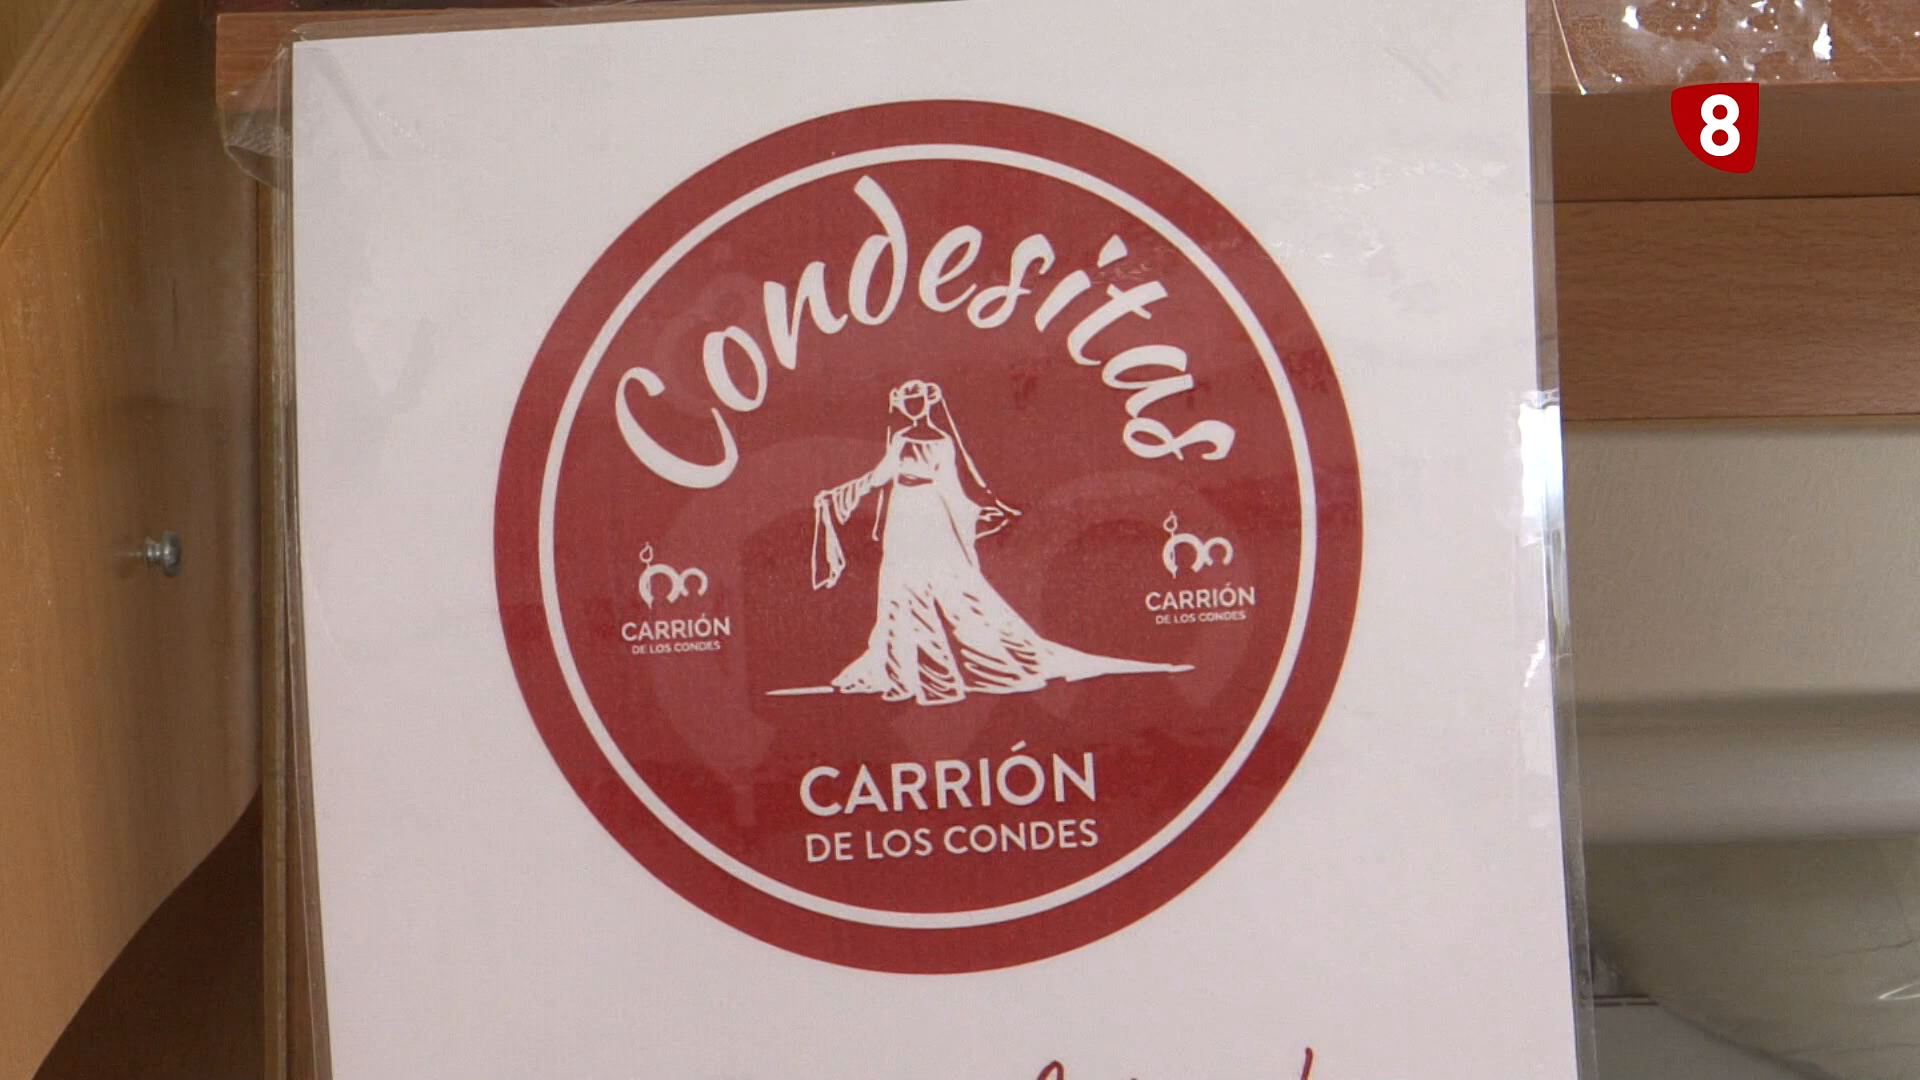 8
Condesitas
CARRIÓN
DE LOS CONDES
CARRIÓN
DE LOS CONDES
CARRIÓN
DE LOS CONDES